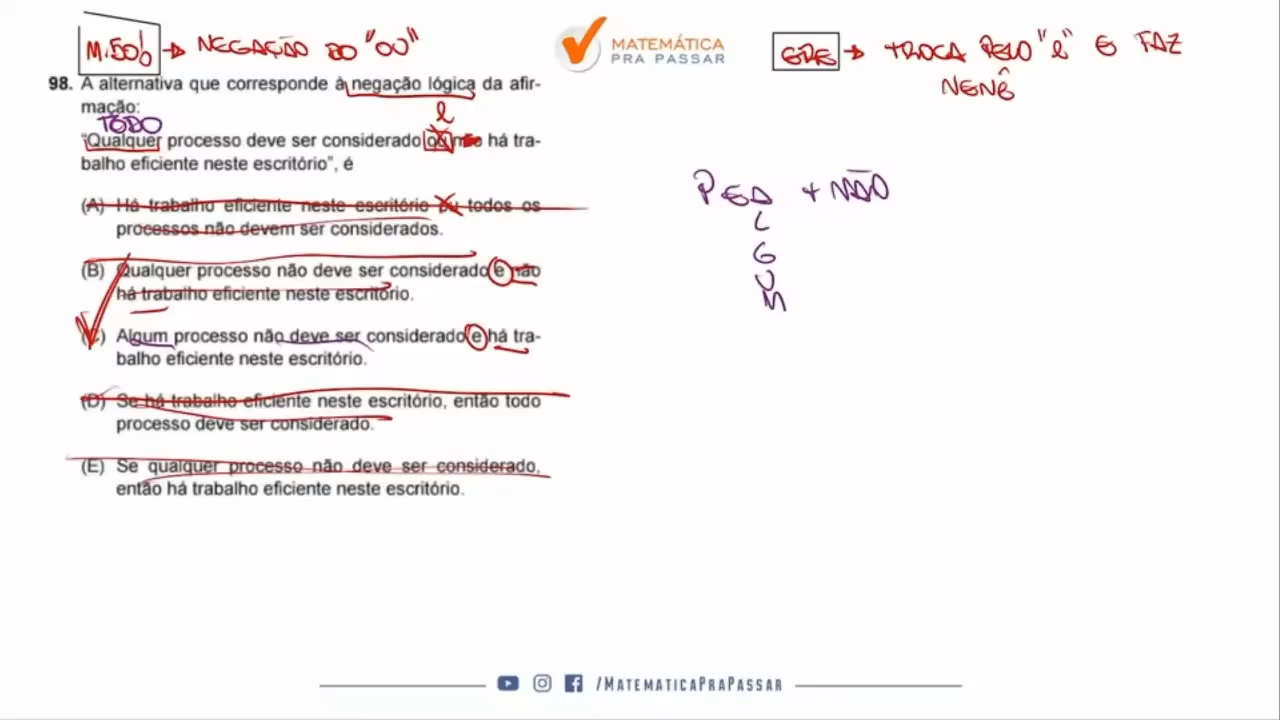 M.50b → NEGAÇÃO DO "OU"
MATEMÁTICA
PRA PASSAR
→ TROCA PELO "e" E FAZ
NENÊ
98. A alternativa que corresponde à negação lógica da afir-
mação:
TODO
e
"Qualquer processo deve ser considerado ou não há tra-
balho eficiente neste escritório", é
(A) Há trabalho eficiente neste escritório ou todos os
processos não devem ser considerados.
(B) Qualquer processo não deve ser considerado e não
há trabalho eficiente neste escritório.
(C) Algum processo não deve ser considerado e há tra-
balho eficiente neste escritório.
(D) Se há trabalho eficiente neste escritório, então todo
processo deve ser considerado.
(E) Se qualquer processo não deve ser considerado,
então há trabalho eficiente neste escritório.
PEA + NÃO
L
G
U
M
/MATEMATICAPRAPASSAR